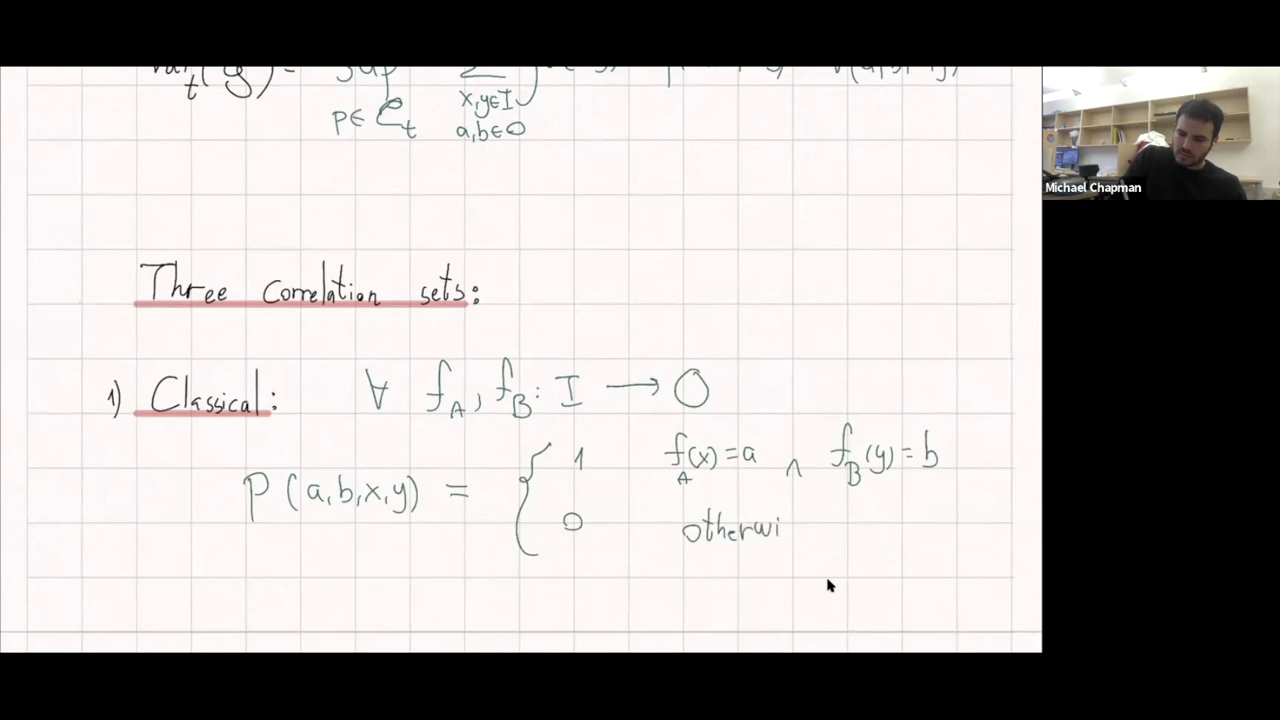 p ∈ C_t
x,y∈I
a,b∈O
Michael Chapman
Three Correlation sets:
1) Classical: ∀ f_A, f_B: I → O
p(a,b,x,y) = { 1 f_A(x)=a ∧ f_B(y)=b
0 otherwi